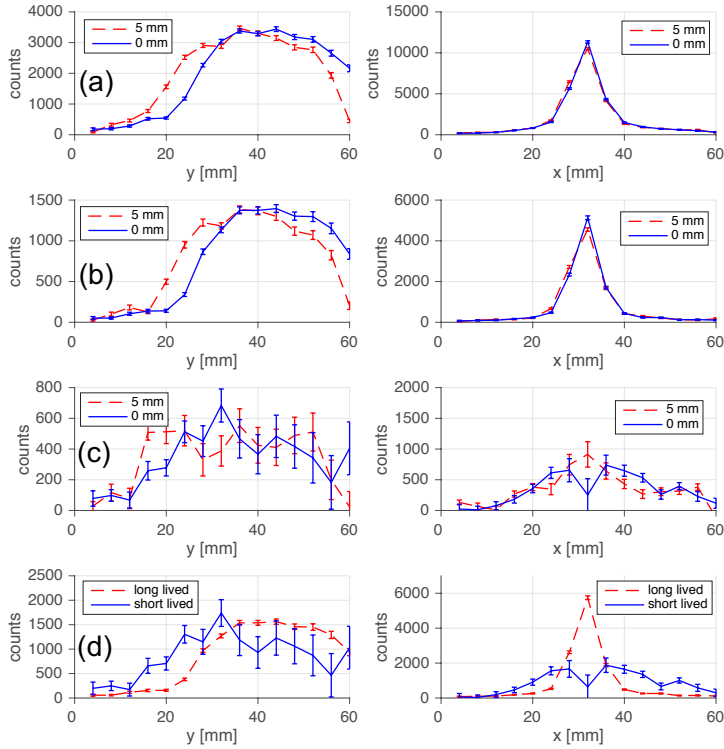 4000
3000
2000
1000
0
counts
5 mm
0 mm
(a)
0 20 40 60
y [mm]
15000
10000
5000
0
counts
5 mm
0 mm
0 20 40 60
x [mm]
1500
1000
500
0
counts
5 mm
0 mm
(b)
0 20 40 60
y [mm]
6000
4000
2000
0
counts
5 mm
0 mm
0 20 40 60
x [mm]
800
600
400
200
0
counts
5 mm
0 mm
(c)
0 20 40 60
y [mm]
2000
1500
1000
500
0
counts
5 mm
0 mm
0 20 40 60
x [mm]
2500
2000
1500
1000
500
0
counts
long lived
short lived
(d)
0 20 40 60
y [mm]
6000
4000
2000
0
counts
long lived
short lived
0 20 40 60
x [mm]